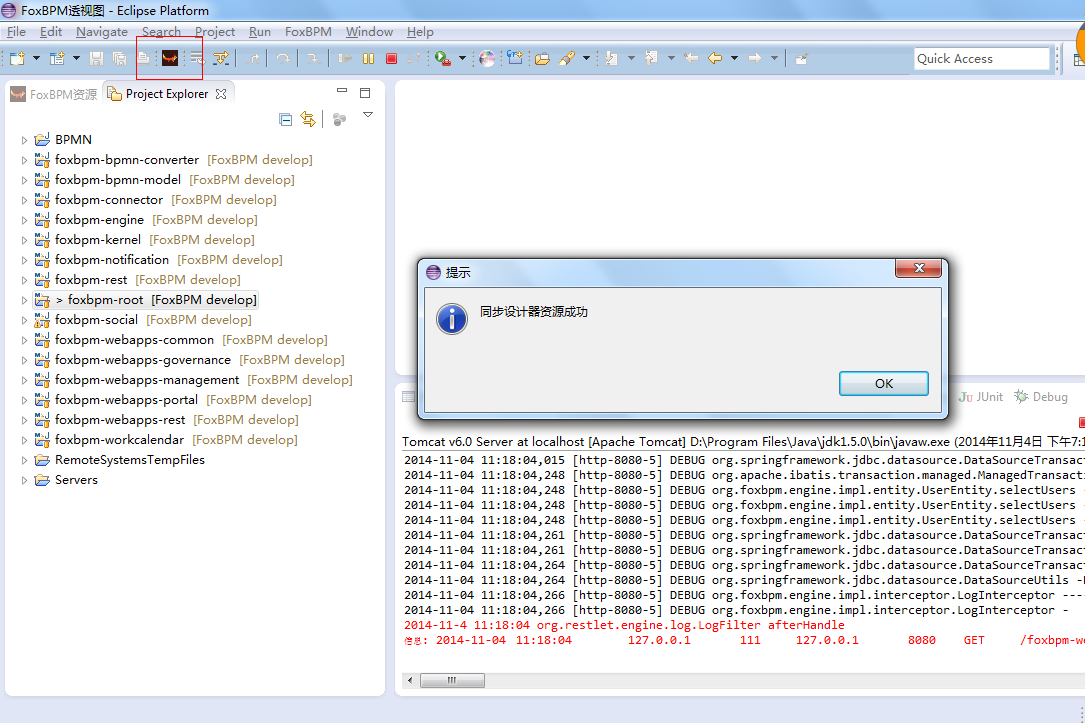 FoxBPM透视图 - Eclipse Platform
File Edit Navigate Search Project Run FoxBPM Window Help
Quick Access
FoxBPM资源 Project Explorer
BPMN
foxbpm-bpmn-converter [FoxBPM develop]
foxbpm-bpmn-model [FoxBPM develop]
foxbpm-connector [FoxBPM develop]
foxbpm-engine [FoxBPM develop]
foxbpm-kernel [FoxBPM develop]
foxbpm-notification [FoxBPM develop]
foxbpm-rest [FoxBPM develop]
> foxbpm-root [FoxBPM develop]
foxbpm-social [FoxBPM develop]
foxbpm-webapps-common [FoxBPM develop]
foxbpm-webapps-governance [FoxBPM develop]
foxbpm-webapps-management [FoxBPM develop]
foxbpm-webapps-portal [FoxBPM develop]
foxbpm-webapps-rest [FoxBPM develop]
foxbpm-workcalendar [FoxBPM develop]
RemoteSystemsTempFiles
Servers
提示
同步设计器资源成功
OK
JUnit Debug
Tomcat v6.0 Server at localhost [Apache Tomcat] D:\Program Files\Java\jdk1.5.0\bin\javaw.exe (2014年11月4日 下午7:1
2014-11-04 11:18:04,015 [http-8080-5] DEBUG org.springframework.jdbc.datasource.DataSourceTransact
2014-11-04 11:18:04,248 [http-8080-5] DEBUG org.apache.ibatis.transaction.managed.ManagedTransacti
2014-11-04 11:18:04,248 [http-8080-5] DEBUG org.foxbpm.engine.impl.entity.UserEntity.selectUsers -
2014-11-04 11:18:04,248 [http-8080-5] DEBUG org.foxbpm.engine.impl.entity.UserEntity.selectUsers -
2014-11-04 11:18:04,248 [http-8080-5] DEBUG org.foxbpm.engine.impl.entity.UserEntity.selectUsers -
2014-11-04 11:18:04,261 [http-8080-5] DEBUG org.springframework.jdbc.datasource.DataSourceTransact
2014-11-04 11:18:04,261 [http-8080-5] DEBUG org.springframework.jdbc.datasource.DataSourceTransact
2014-11-04 11:18:04,264 [http-8080-5] DEBUG org.springframework.jdbc.datasource.DataSourceTransact
2014-11-04 11:18:04,264 [http-8080-5] DEBUG org.springframework.jdbc.datasource.DataSourceUtils -
2014-11-04 11:18:04,266 [http-8080-5] DEBUG org.foxbpm.engine.impl.interceptor.LogInterceptor ----
2014-11-04 11:18:04,266 [http-8080-5] DEBUG org.foxbpm.engine.impl.interceptor.LogInterceptor -
2014-11-4 11:18:04 org.restlet.engine.log.LogFilter afterHandle
信息: 2014-11-04 11:18:04 127.0.0.1 111 127.0.0.1 8080 GET /foxbpm-we